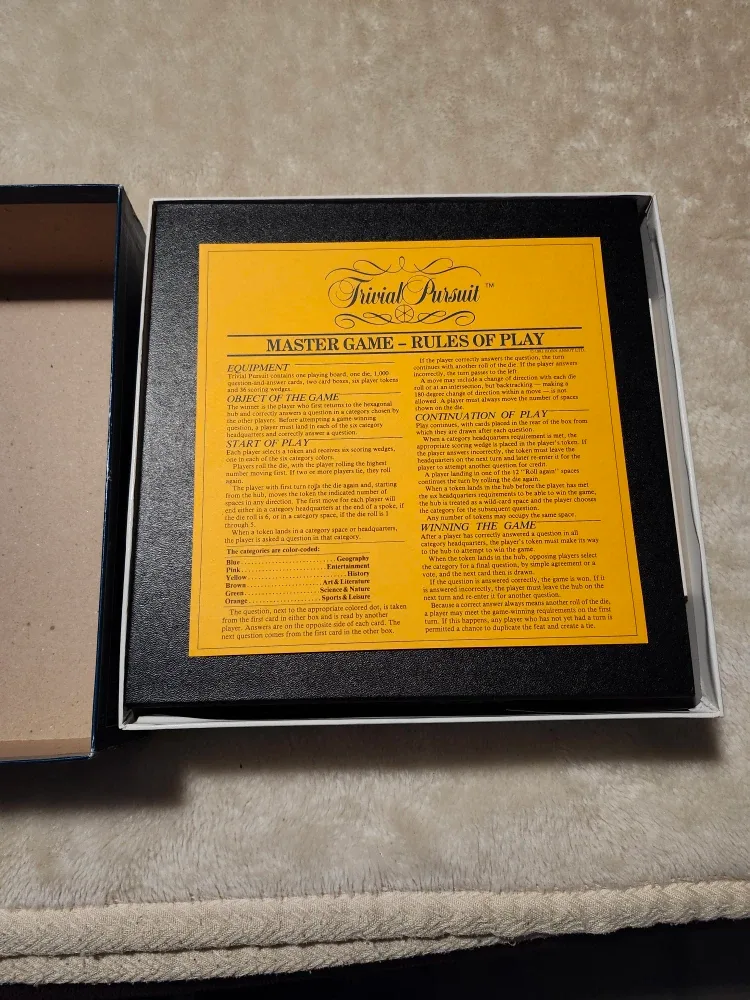 Trivial Pursuit™
MASTER GAME – RULES OF PLAY
EQUIPMENT
Trivial Pursuit contains one playing board, one die, 1,000
question-and-answer cards, two card boxes, six player tokens
and 36 scoring wedges.
OBJECT OF THE GAME
The winner is the player who first returns to the hexagonal
hub and correctly answers a question in a category chosen by
the other players. Before attempting a game-winning
question, a player must land in each of the six category
headquarters and correctly answer a question.
START OF PLAY
Each player selects a token and receives six scoring wedges,
one in each of the six category colors.
Players roll the die, with the player rolling the highest
number moving first. If two or more players tie, they roll
again.
The player with first turn rolls the die again and, starting
from the hub, moves the token the indicated number of
spaces in any direction. The first move for each player will
end either in a category headquarters at the end of a spoke, if
the die roll is 6, or in a category space, if the die roll is 1
through 5.
When a token lands in a category space or headquarters,
the player is asked a question in that category.
The categories are color-coded:
Blue ........................ Geography
Pink ........................ Entertainment
Yellow ........................ History
Brown ........................ Art & Literature
Green ........................ Science & Nature
Orange ........................ Sports & Leisure
The question, next to the appropriate colored dot, is taken
from the first card in either box and is read by another
player. Answers are on the opposite side of each card. The
next question comes from the first card in the other box.
If the player correctly answers the question, the turn
continues with another roll of the die. If the player answers
incorrectly, the turn passes to the left.
A move may include a change of direction with each die
roll or at an intersection, but backtracking — making a
180-degree change of direction within a move — is not
allowed. A player must always move the number of spaces
shown on the die.
CONTINUATION OF PLAY
Play continues, with cards placed in the rear of the box from
which they are drawn after each question.
When a category headquarters requirement is met, the
appropriate scoring wedge is placed in the player's token. If
the player answers incorrectly, the token must leave the
headquarters on the next turn and later re-enter it for the
player to attempt another question for credit.
A player landing in one of the 12 "Roll again" spaces
continues the turn by rolling the die again.
When a token lands in the hub before the player has met
the six headquarters requirements to be able to win the game,
the hub is treated as a wild-card space and the player chooses
the category for the subsequent question.
Any number of tokens may occupy the same space.
WINNING THE GAME
After a player has correctly answered a question in all
category headquarters, the player's token must make its way
to the hub to attempt to win the game.
When the token lands in the hub, opposing players select
the category for a final question, by simple agreement or a
vote, and the next card then is drawn.
If the question is answered correctly, the game is won. If it
is answered incorrectly, the player must leave the hub on the
next turn and re-enter it for another question.
Because a correct answer always means another roll of the die,
a player may meet the game-winning requirements on the first
turn. If this happens, any player who has not yet had a turn is
permitted a chance to duplicate the feat and create a tie.